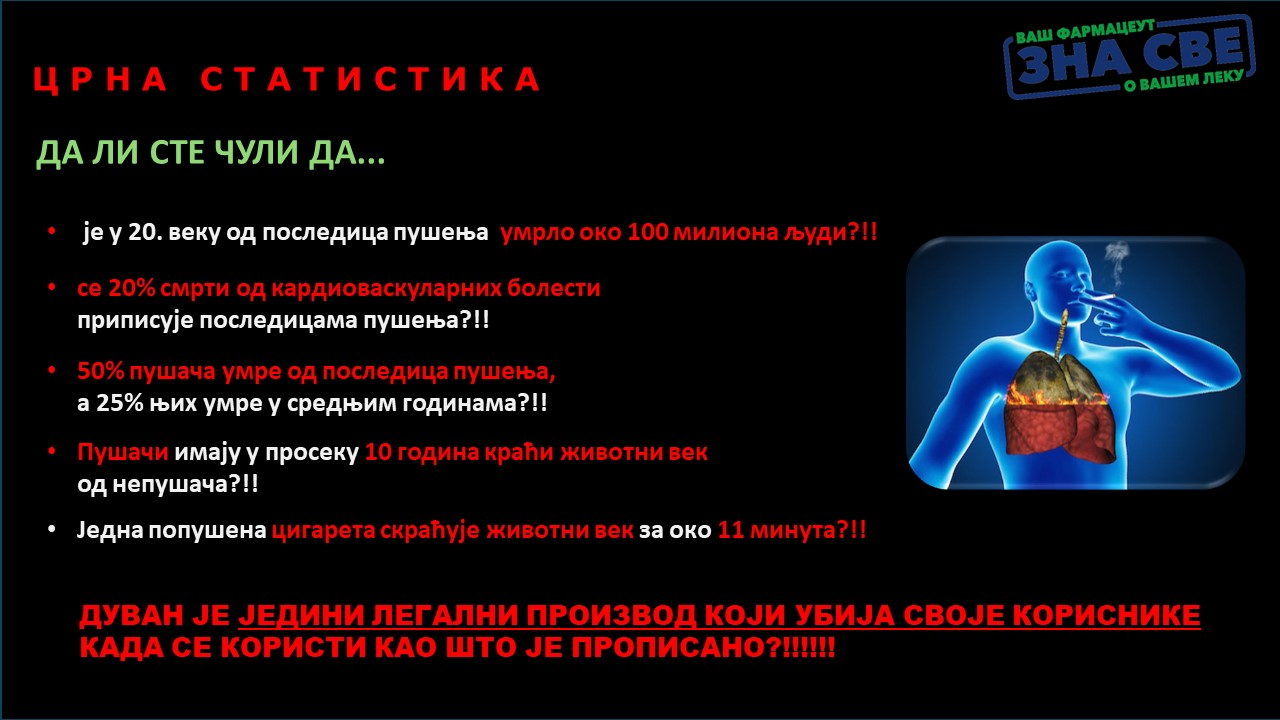 ВАШ ФАРМАЦЕУТ
ЗНА СВЕ
О ВАШЕМ ЛЕКУ
ЦРНА СТАТИСТИКА
ДА ЛИ СТЕ ЧУЛИ ДА...
• је у 20. веку од последица пушења умрло око 100 милиона људи?!!
• се 20% смрти од кардиоваскуларних болести
приписује последицама пушења?!!
• 50% пушача умре од последица пушења,
а 25% њих умре у средњим годинама?!!
• Пушачи имају у просеку 10 година краћи животни век
од непушача?!!
• Једна попушена цигарета скраћује животни век за око 11 минута?!!
ДУВАН ЈЕ ЈЕДИНИ ЛЕГАЛНИ ПРОИЗВОД КОЈИ УБИЈА СВОЈЕ КОРИСНИКЕ
КАДА СЕ КОРИСТИ КАО ШТО ЈЕ ПРОПИСАНО?!!!!!!